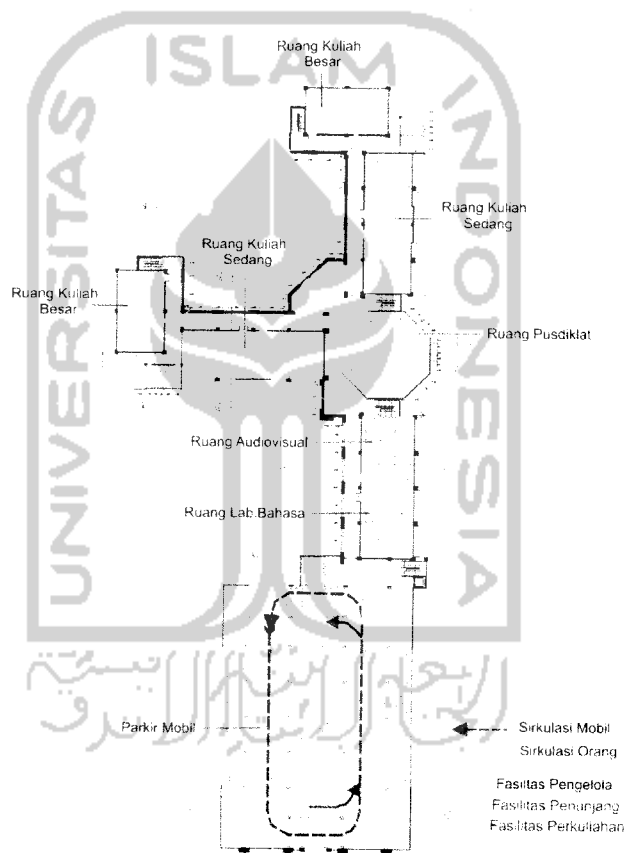 Ruang Kuliah
Besar
ISLAM
UNIVERSITAS
INDONESIA
Ruang Kuliah
Sedang
Ruang Kuliah
Sedang
Ruang Kuliah
Besar
Ruang Pusdiklat
Ruang Audiovisual
Ruang Lab.Bahasa
Parkir Mobil
Sirkulasi Mobil
Sirkulasi Orang
Fasilitas Pengelola
Fasilitas Penunjang
Fasilitas Perkuliahan